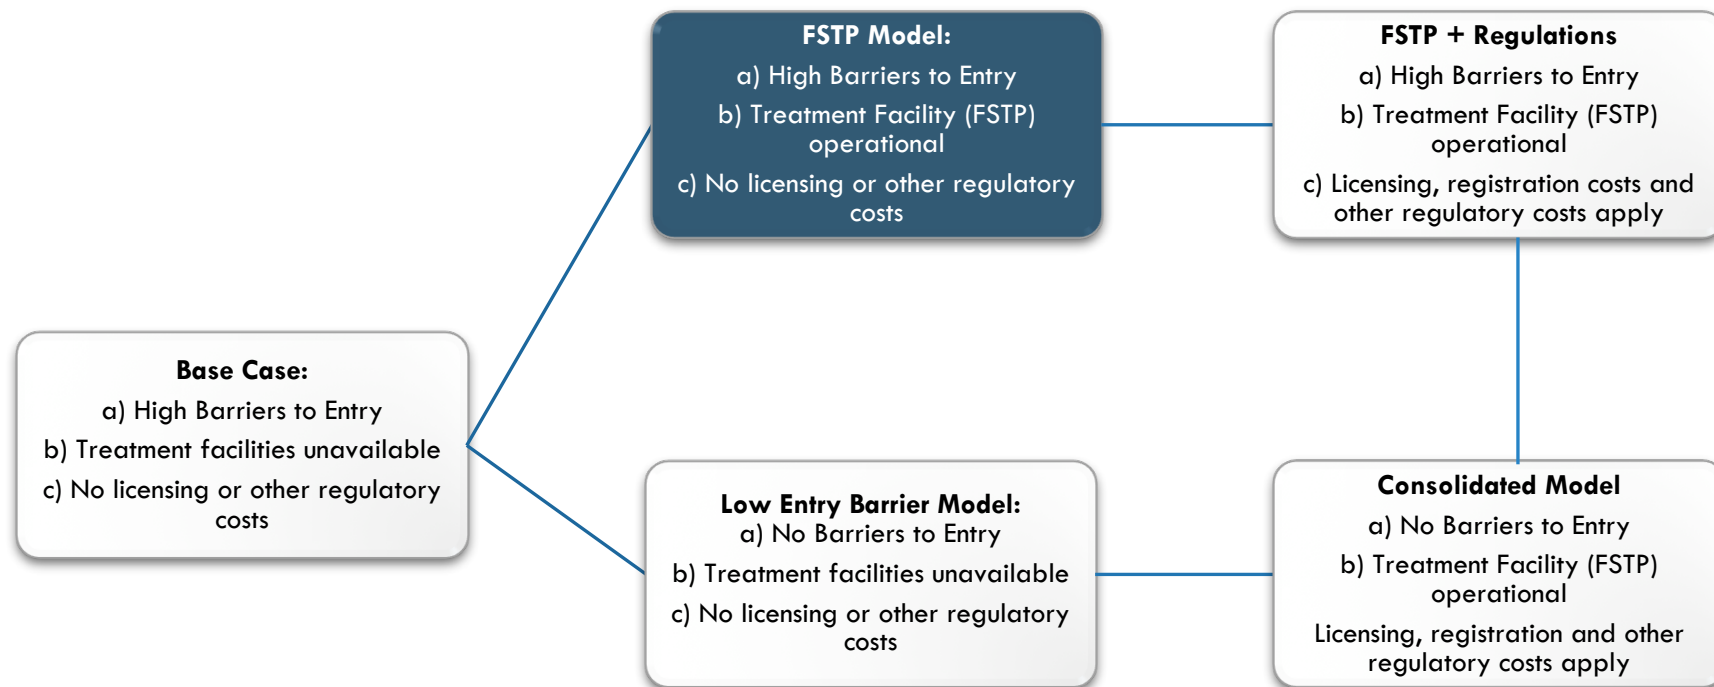 FSTP Model:
a) High Barriers to Entry
b) Treatment Facility (FSTP)
operational
c) No licensing or other regulatory
costs
FSTP + Regulations
a) High Barriers to Entry
b) Treatment Facility (FSTP)
operational
c) Licensing, registration costs and
other regulatory costs apply
Base Case:
a) High Barriers to Entry
b) Treatment facilities unavailable
c) No licensing or other regulatory
costs
Low Entry Barrier Model:
a) No Barriers to Entry
b) Treatment facilities unavailable
c) No licensing or other regulatory
costs
Consolidated Model
a) No Barriers to Entry
b) Treatment Facility (FSTP)
operational
Licensing, registration and other
regulatory costs apply